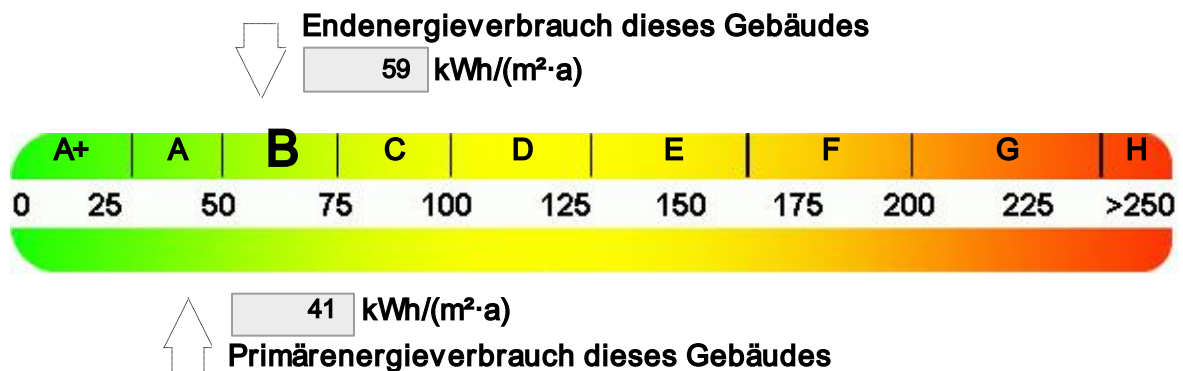 Endenergieverbrauch dieses Gebäudes
59 kWh/(m²·a)
A+ A B C D E F G H
0 25 50 75 100 125 150 175 200 225 >250
41 kWh/(m²·a)
Primärenergieverbrauch dieses Gebäudes